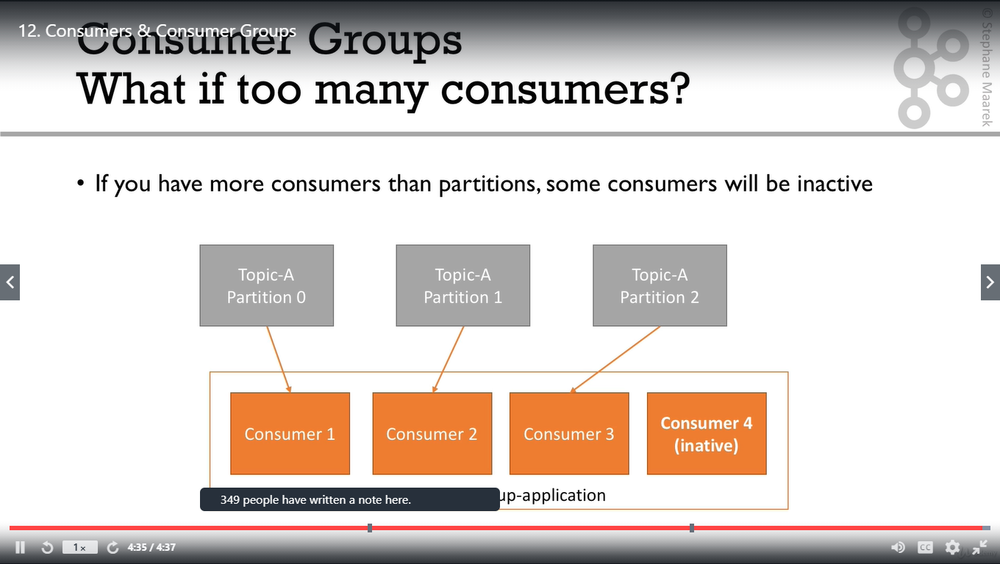 12. Consumers & Consumer Groups
Consumer Groups
What if too many consumers?
© Stephane Maarek
• If you have more consumers than partitions, some consumers will be inactive
Topic-A
Partition 0
Topic-A
Partition 1
Topic-A
Partition 2
Consumer 1
Consumer 2
Consumer 3
Consumer 4
(inative)
up-application
349 people have written a note here.
1 x
4:35 / 4:37
CC